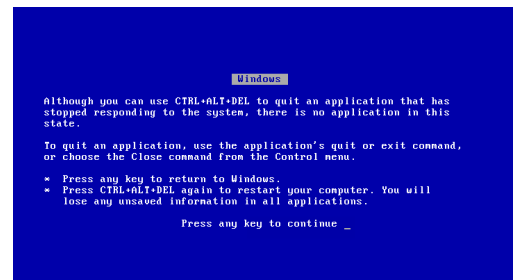 Windows
Although you can use CTRL+ALT+DEL to quit an application that has
stopped responding to the system, there is no application in this
state.
To quit an application, use the application's quit or exit command,
or choose the Close command from the Control menu.
* Press any key to return to Windows.
* Press CTRL+ALT+DEL again to restart your computer. You will
lose any unsaved information in all applications.
Press any key to continue _